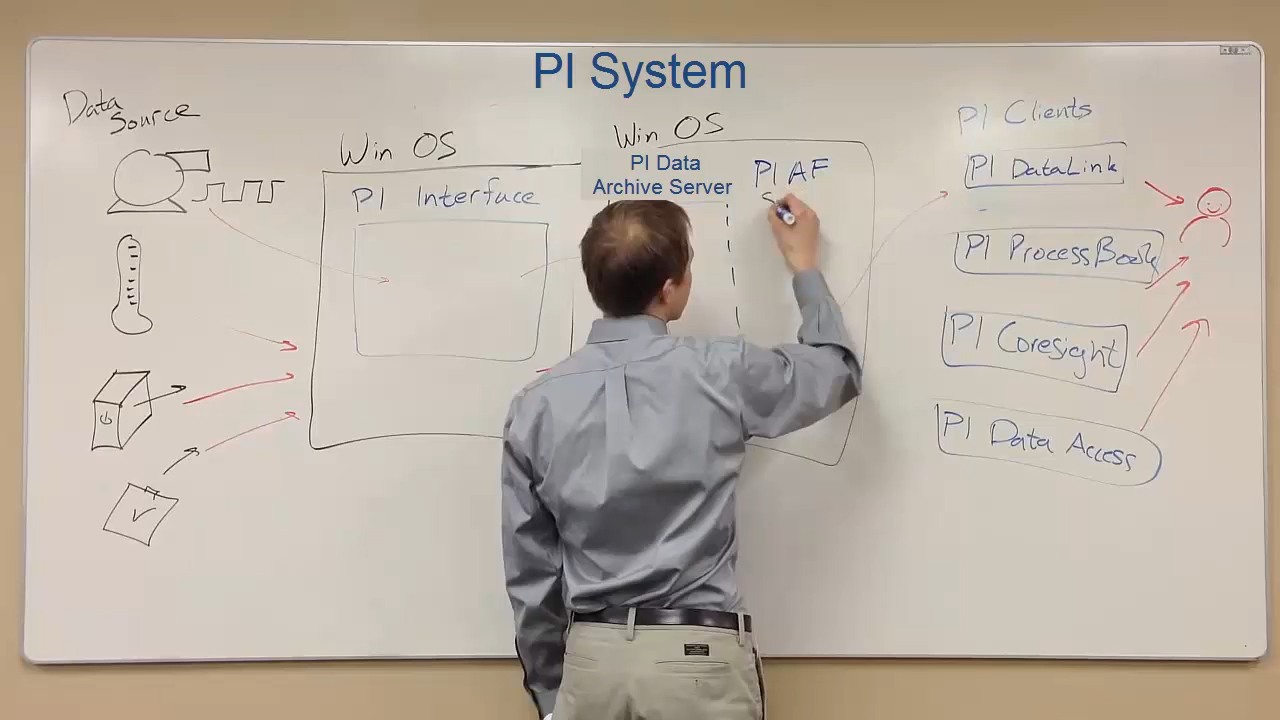 PI System
Data
Source
Win OS
PI Interface
Win OS
PI Data
Archive Server
PI AF
S
PI Clients
PI DataLink
PI ProcessBook
PI Coresight
PI Data Access